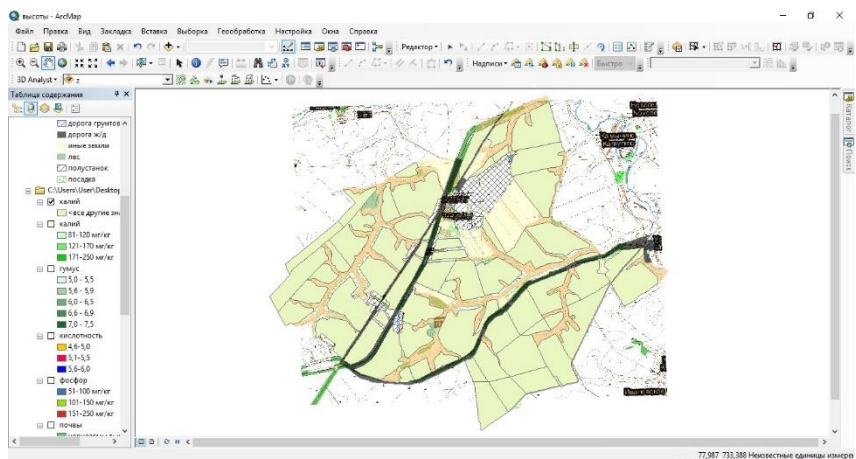 высоты - ArcMap
Файл Правка Вид Закладка Вставка Выборка Геообработка Настройка Окна Справка
Редактор
Надписи
Быстро
3D Analyst
z
Таблица содержания
дорога грунтов
дорога ж/д
иные земли
лес
полустанок
посадка
C:\Users\User\Desktop
калий
<все другие зна
калий
81-120 мг/кг
121-170 мг/кг
171-250 мг/кг
гумус
5,0 - 5,5
5,6 - 5,9
6,0 - 6,5
6,6 - 6,9
7,0 - 7,5
кислотность
4,6-5,0
5,1-5,5
5,6-6,0
фосфор
51-100 мг/кг
101-150 мг/кг
151-250 мг/кг
почвы
Каталог
Поиск
77,987 733,388 Неизвестные единицы измере